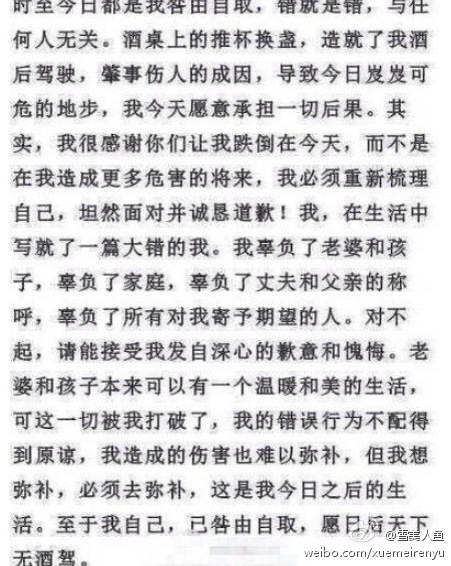 时至今日都是我咎由自取，错就是错，与任
何人无关。酒桌上的推杯换盏，造就了我酒
后驾驶，肇事伤人的成因，导致今日岌岌可
危的地步，我今天愿意承担一切后果。其
实，我很感谢你们让我跌倒在今天，而不是
在我造成更多危害的将来，我必须重新梳理
自己，坦然面对并诚恳道歉！我，在生活中
写就了一篇大错的我。我辜负了老婆和孩
子，辜负了家庭，辜负了丈夫和父亲的称
呼，辜负了所有对我寄予期望的人。对不
起，请能接受我发自深心的歉意和愧悔。老
婆和孩子本来可以有一个温暖和美的生活，
可这一切被我打破了，我的错误行为不配得
到原谅，我造成的伤害也难以弥补，但我想
弥补，必须去弥补，这是我今日之后的生
活。至于我自己，已咎由自取，愿日后天下
无酒驾。
@雪美人鱼
weibo.com/xuemeirenyu